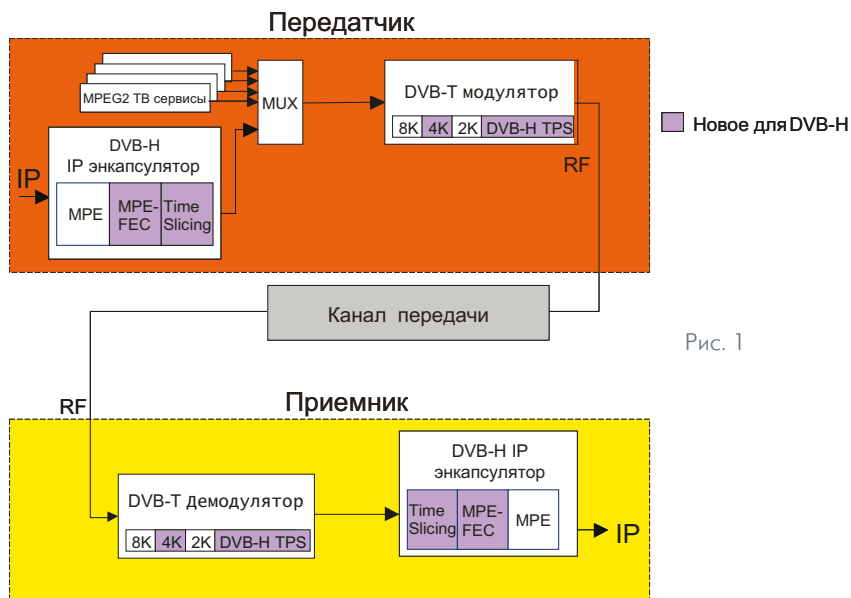 Передатчик
MPEG2 ТВ сервисы
MUX
DVB-T модулятор
8K 4K 2K DVB-H TPS
RF
Новое для DVB-H
DVB-H
IP энкапсулятор
IP
MPE
MPE-
FEC
Time
Slicing
Канал передачи
Рис. 1
RF
Приемник
DVB-T демодулятор
8K 4K 2K DVB-H TPS
DVB-H IP
энкапсулятор
Time
Slicing
MPE-
FEC
MPE
IP